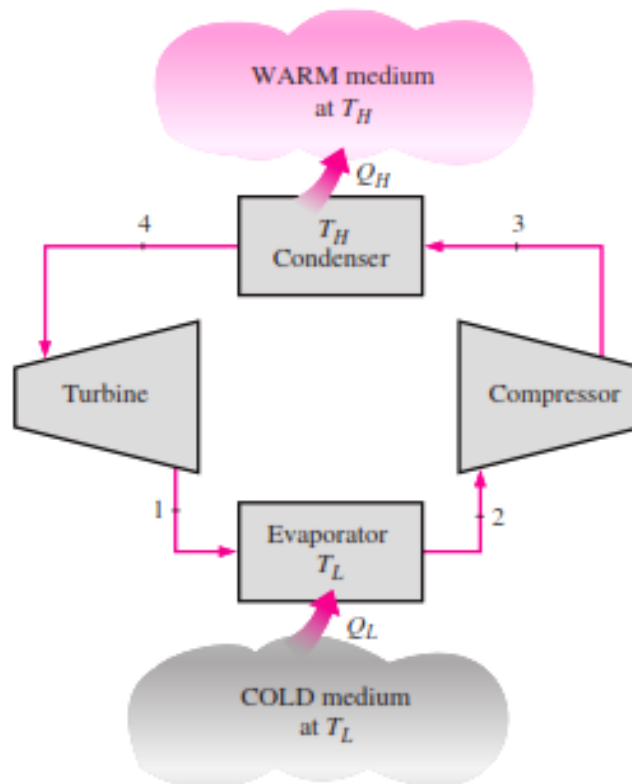 WARM medium
at T_H
Q_H
4
3
T_H
Condenser
Turbine
Compressor
1
2
Evaporator
T_L
Q_L
COLD medium
at T_L